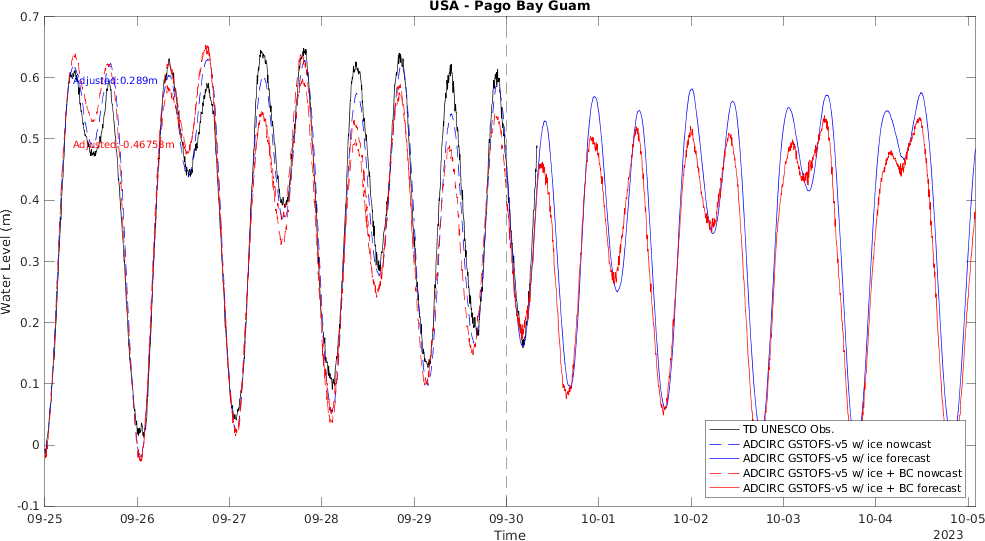 USA - Pago Bay Guam
0.7
0.6
0.5
0.4
0.3
0.2
0.1
0
-0.1
Water Level (m)
Adjusted:0.289m
Adjusted:-0.46753m
TD UNESCO Obs.
ADCIRC GSTOFS-v5 w/ ice nowcast
ADCIRC GSTOFS-v5 w/ ice forecast
ADCIRC GSTOFS-v5 w/ ice + BC nowcast
ADCIRC GSTOFS-v5 w/ ice + BC forecast
09-25 09-26 09-27 09-28 09-29 09-30 10-01 10-02 10-03 10-04 10-05
Time
2023